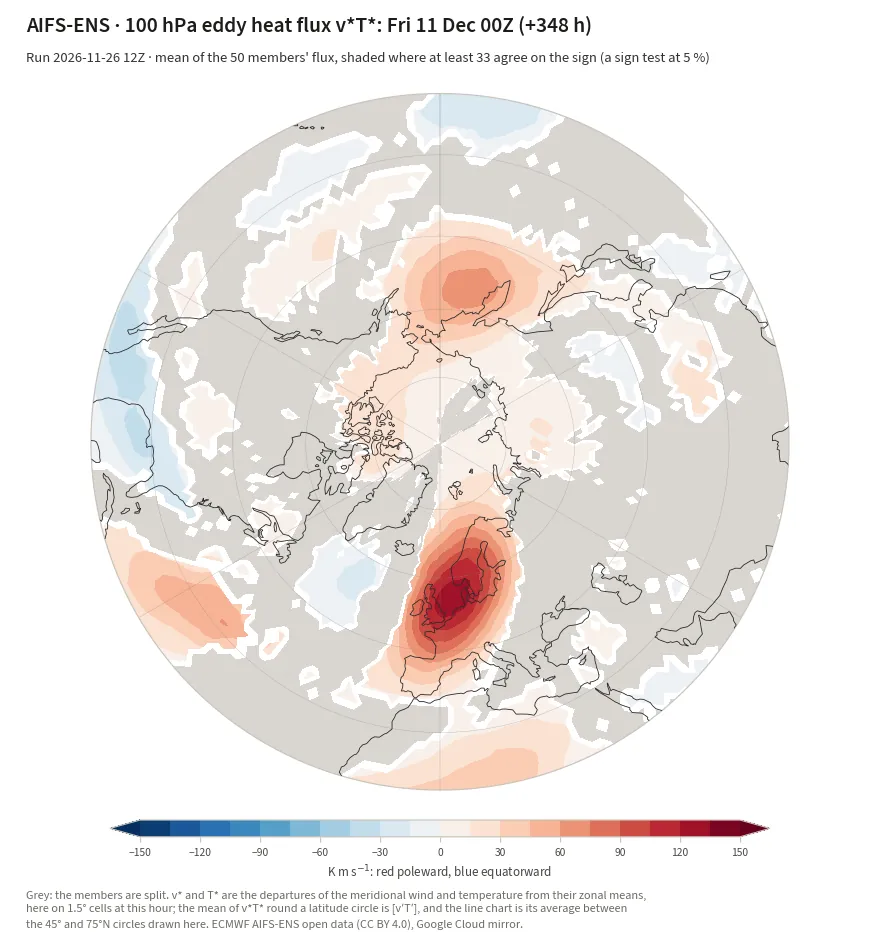 AIFS-ENS · 100 hPa eddy heat flux v*T*: Fri 11 Dec 00Z (+348 h)
Run 2026-11-26 12Z · mean of the 50 members' flux, shaded where at least 33 agree on the sign (a sign test at 5 %)
−150 −120 −90 −60 −30 0 30 60 90 120 150
K m s⁻¹: red poleward, blue equatorward
Grey: the members are split. v* and T* are the departures of the meridional wind and temperature from their zonal means,
here on 1.5° cells at this hour; the mean of v*T* round a latitude circle is [v'T'], and the line chart is its average between
the 45° and 75°N circles drawn here. ECMWF AIFS-ENS open data (CC BY 4.0), Google Cloud mirror.